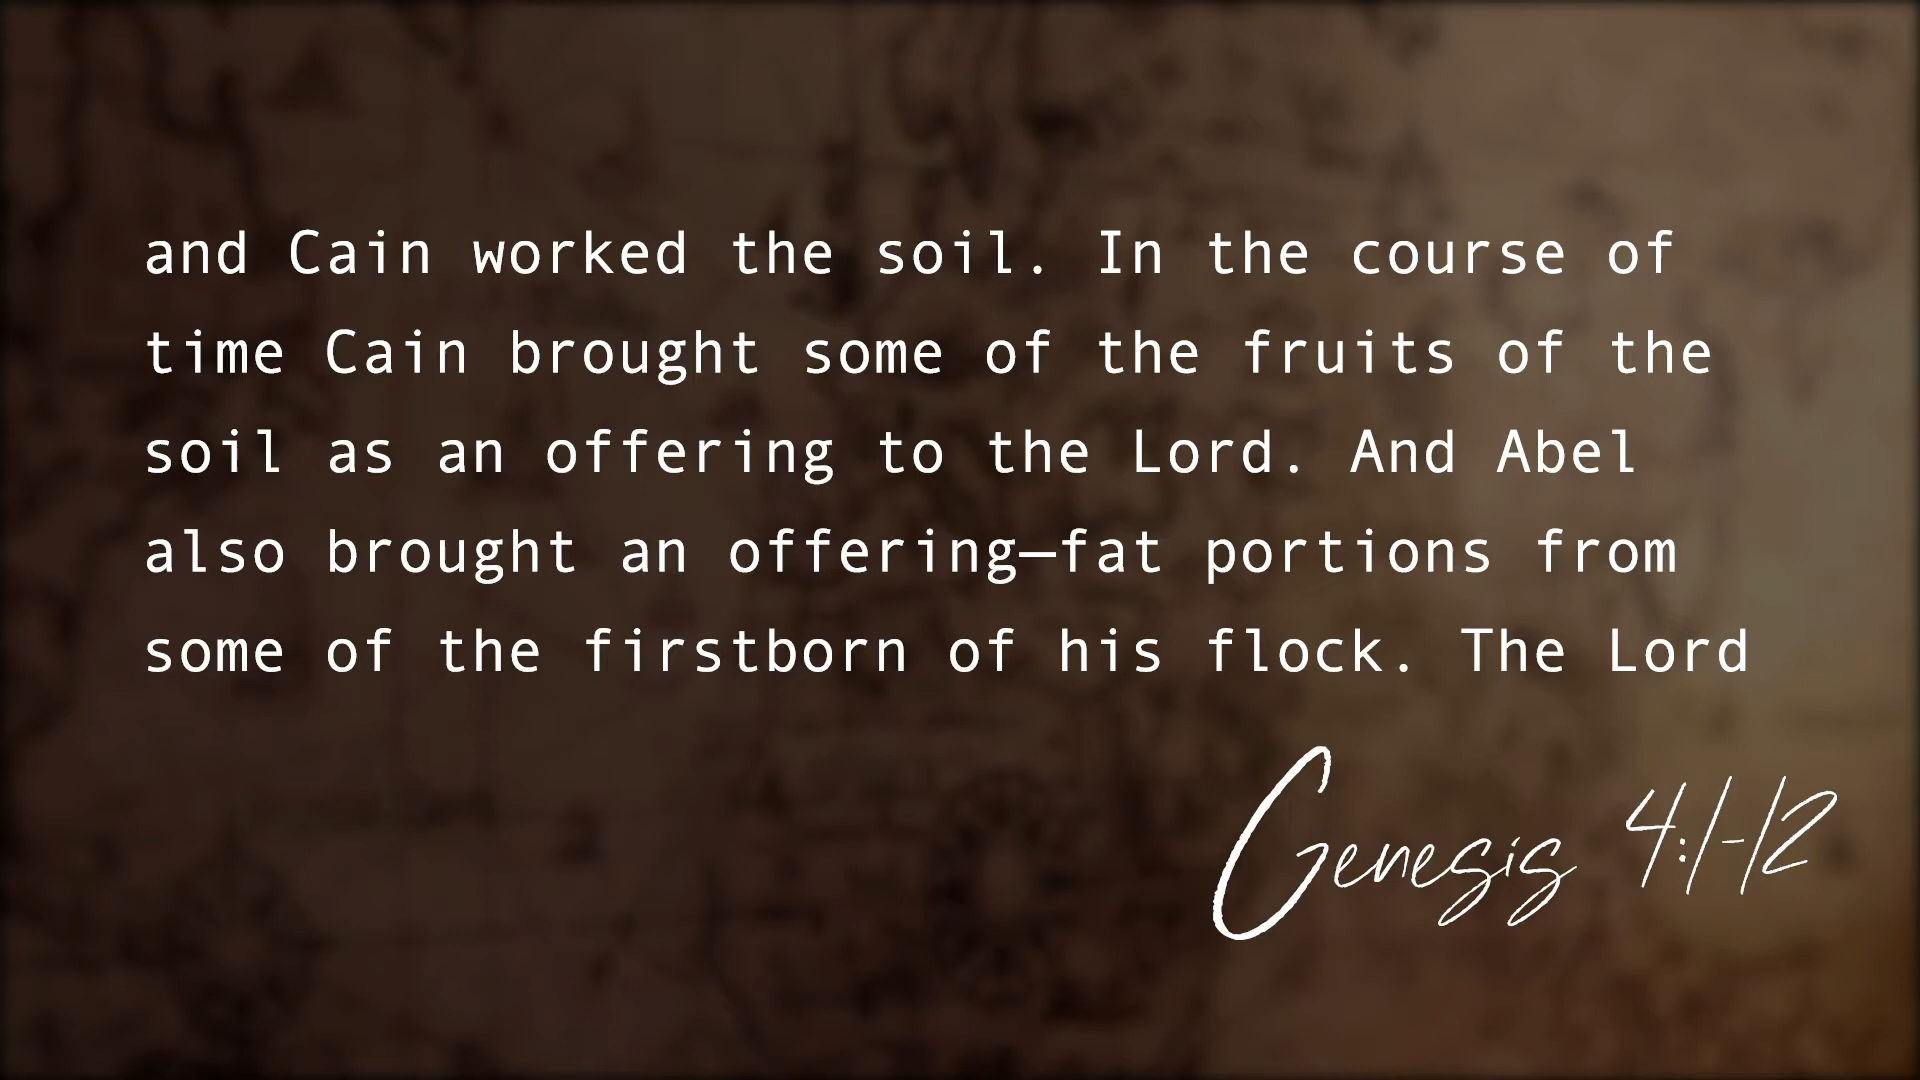 and Cain worked the soil. In the course of
time Cain brought some of the fruits of the
soil as an offering to the Lord. And Abel
also brought an offering—fat portions from
some of the firstborn of his flock. The Lord
Genesis 4:1-12